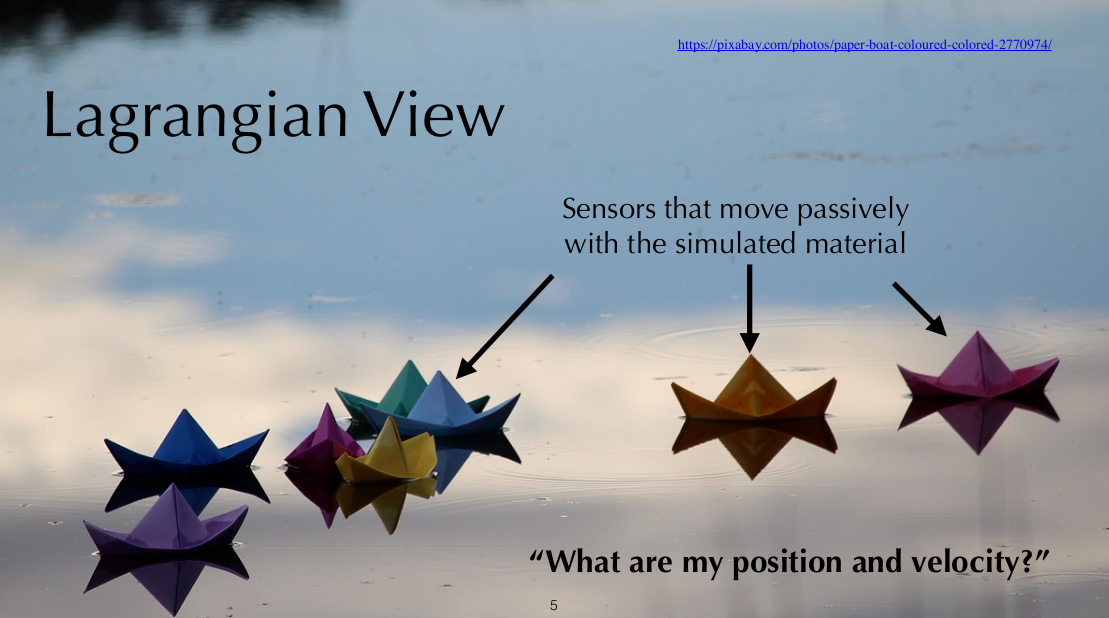 https://pixabay.com/photos/paper-boat-coloured-colored-2770974/
Lagrangian View
Sensors that move passively
with the simulated material
“What are my position and velocity?”
5